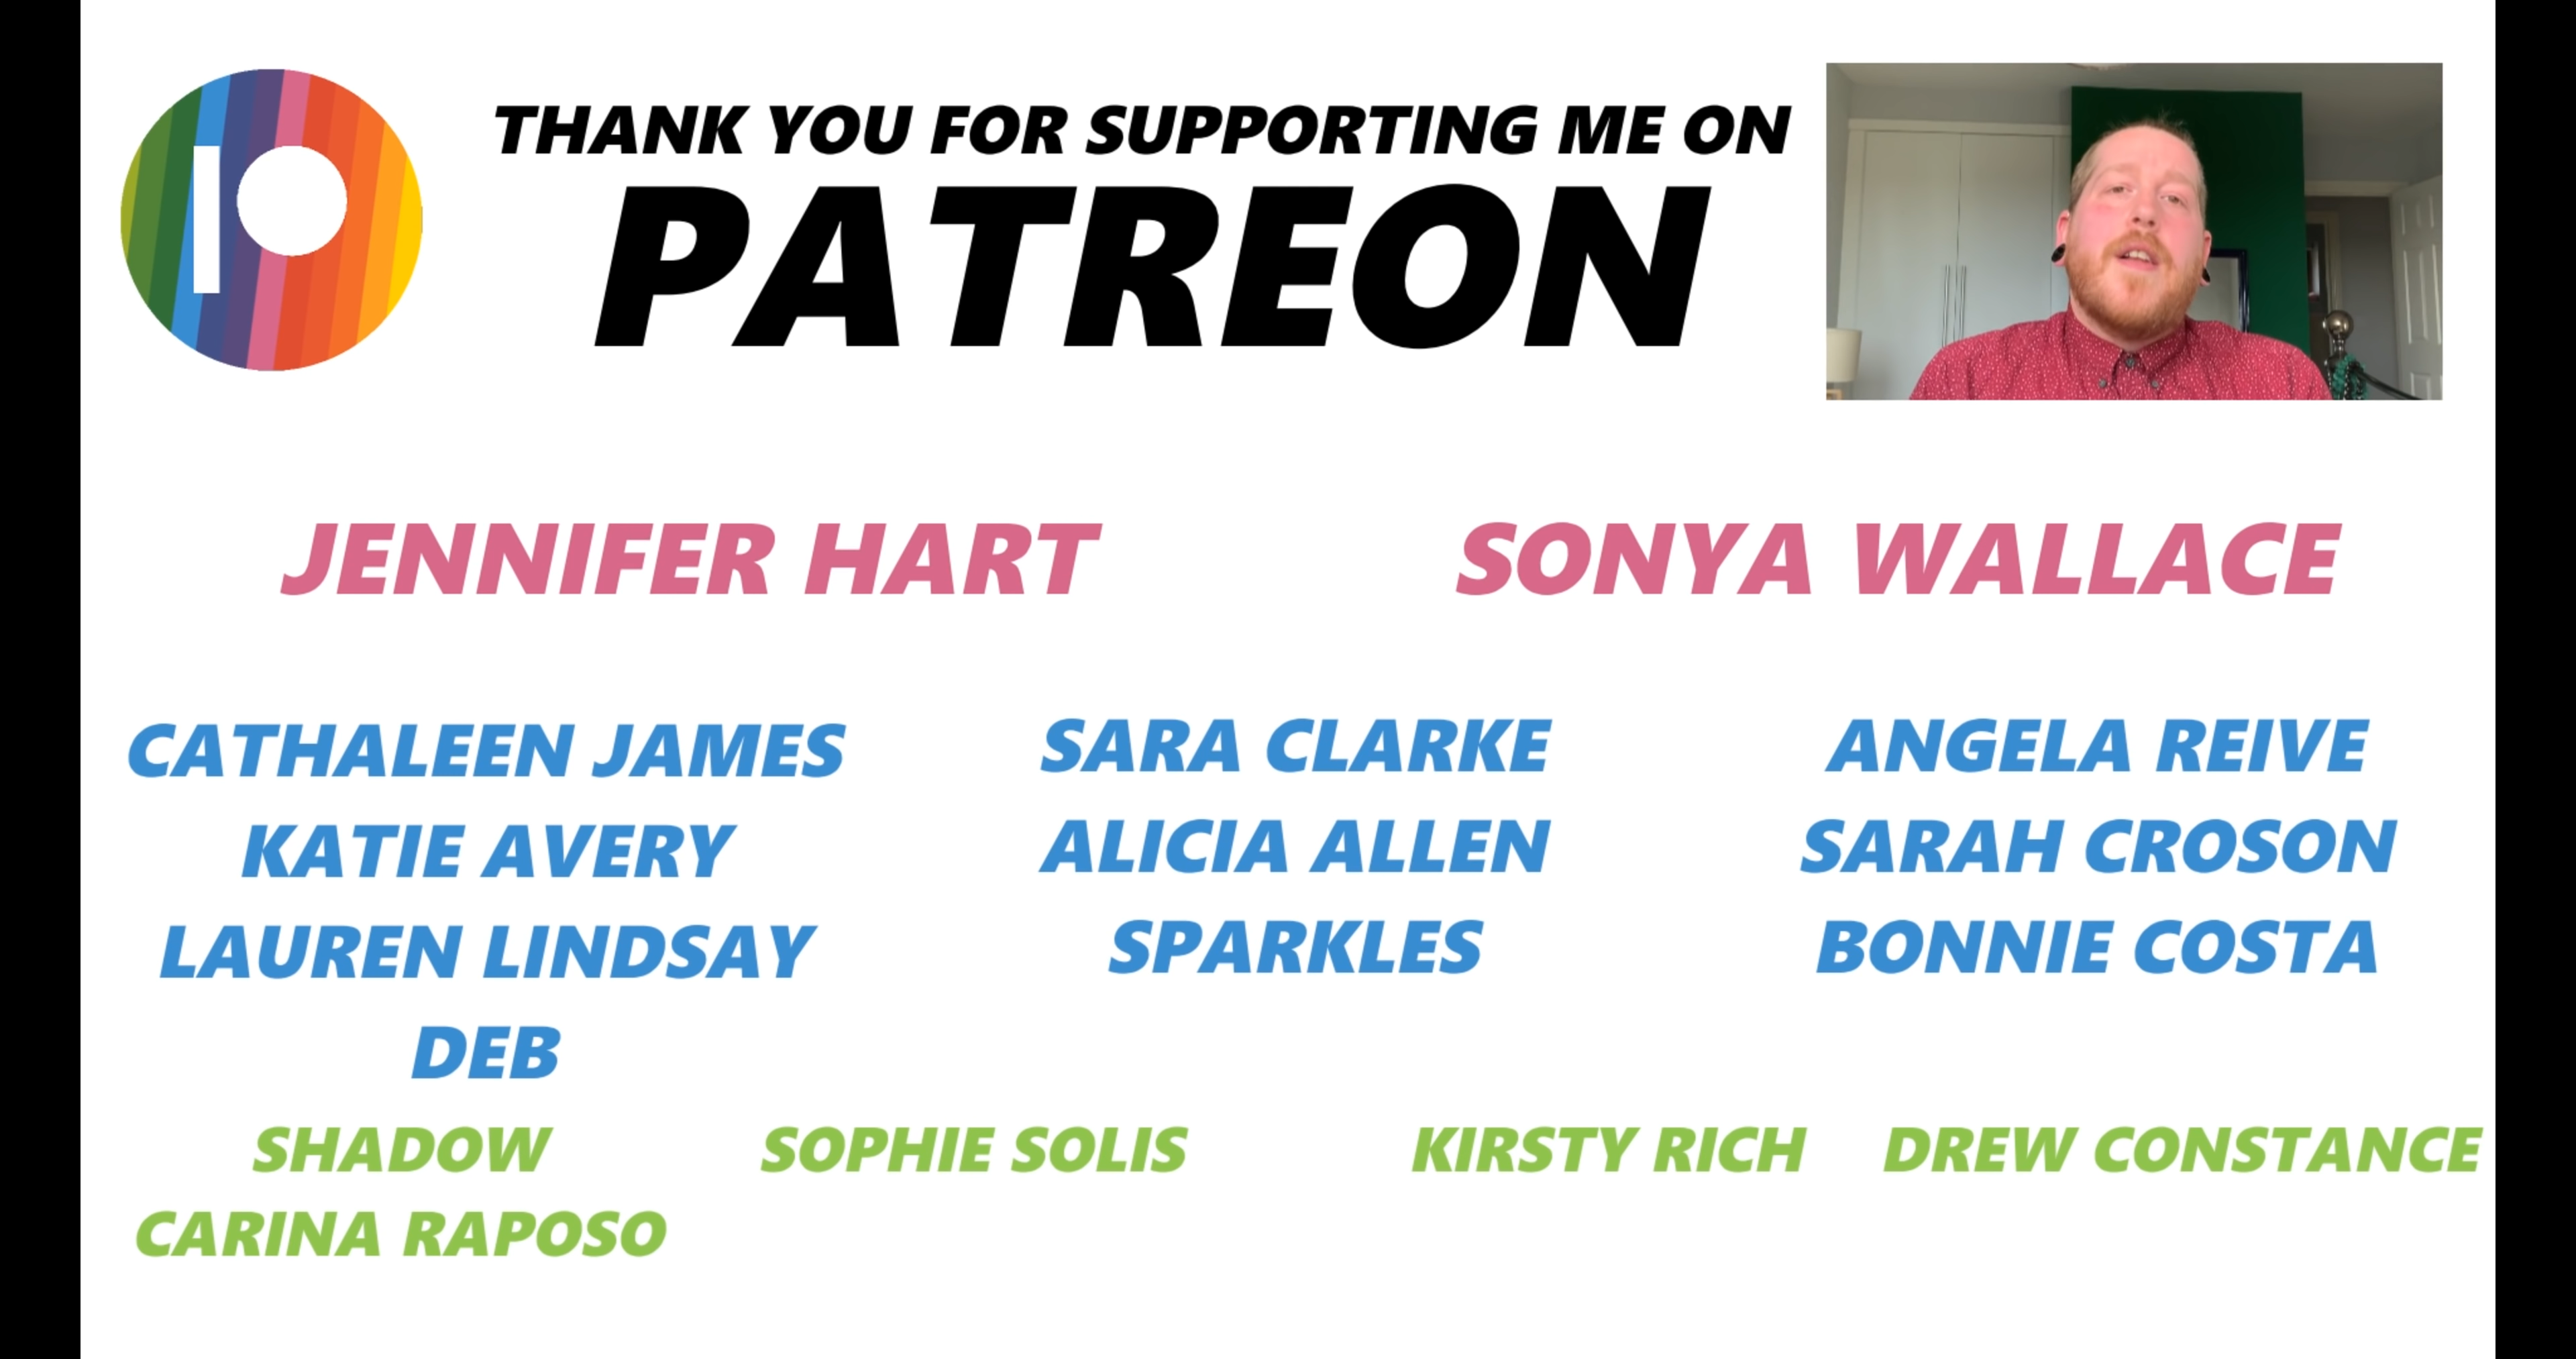 THANK YOU FOR SUPPORTING ME ON
PATREON
JENNIFER HART
SONYA WALLACE
CATHALEEN JAMES
SARA CLARKE
ANGELA REIVE
KATIE AVERY
ALICIA ALLEN
SARAH CROSON
LAUREN LINDSAY
SPARKLES
BONNIE COSTA
DEB
SHADOW
SOPHIE SOLIS
KIRSTY RICH
DREW CONSTANCE
CARINA RAPOSO